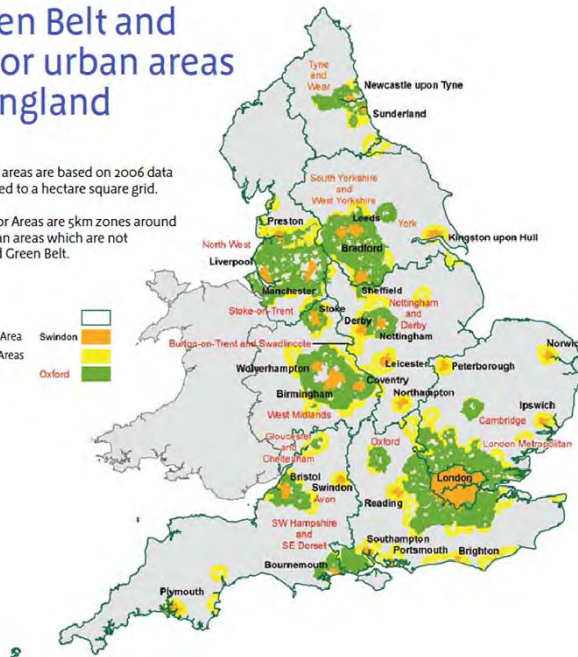 en Belt and
or urban areas
ngland
areas are based on 2006 data
ed to a hectare square grid.
or Areas are 5km zones around
an areas which are not
d Green Belt.
Area
Swindon
Areas
Oxford
Tyne
and
Wear
Newcastle upon Tyne
Sunderland
South Yorkshire
and
West Yorkshire
Preston
Leeds
York
Kingston upon Hull
North West
Bradford
Liverpool
Manchester
Sheffield
Stoke-on-Trent
Stoke
Nottingham
and
Derby
Derby
Nottingham
Burton-on-Trent and Swadlincote
Leicester
Peterborough
Norwic
Wolverhampton
Coventry
Birmingham
Northampton
Ipswich
West Midlands
Cambridge
Gloucester
and
Cheltenham
Oxford
London Metropolitan
Bristol
Swindon
Avon
London
Reading
SW Hampshire
and
SE Dorset
Southampton
Portsmouth
Brighton
Bournemouth
Plymouth